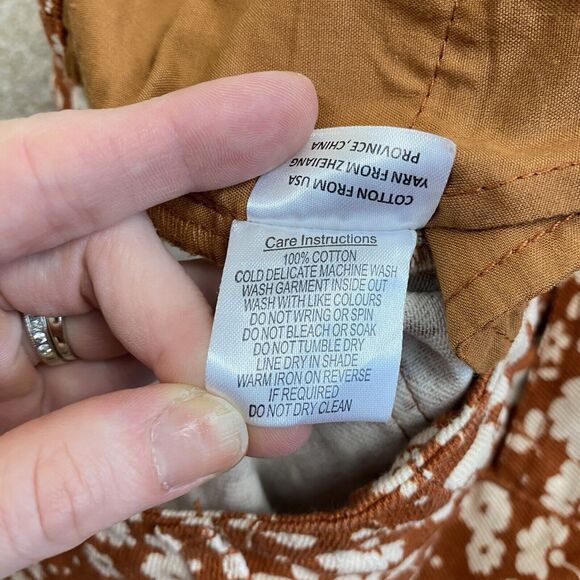 COTTON FROM USA
YARN FROM ZHEJIANG
PROVINCE, CHINA
Care Instructions
100% COTTON
COLD DELICATE MACHINE WASH
WASH GARMENT INSIDE OUT
WASH WITH LIKE COLOURS
DO NOT WRING OR SPIN
DO NOT BLEACH OR SOAK
DO NOT TUMBLE DRY
LINE DRY IN SHADE
WARM IRON ON REVERSE
IF REQUIRED
DO NOT DRY CLEAN